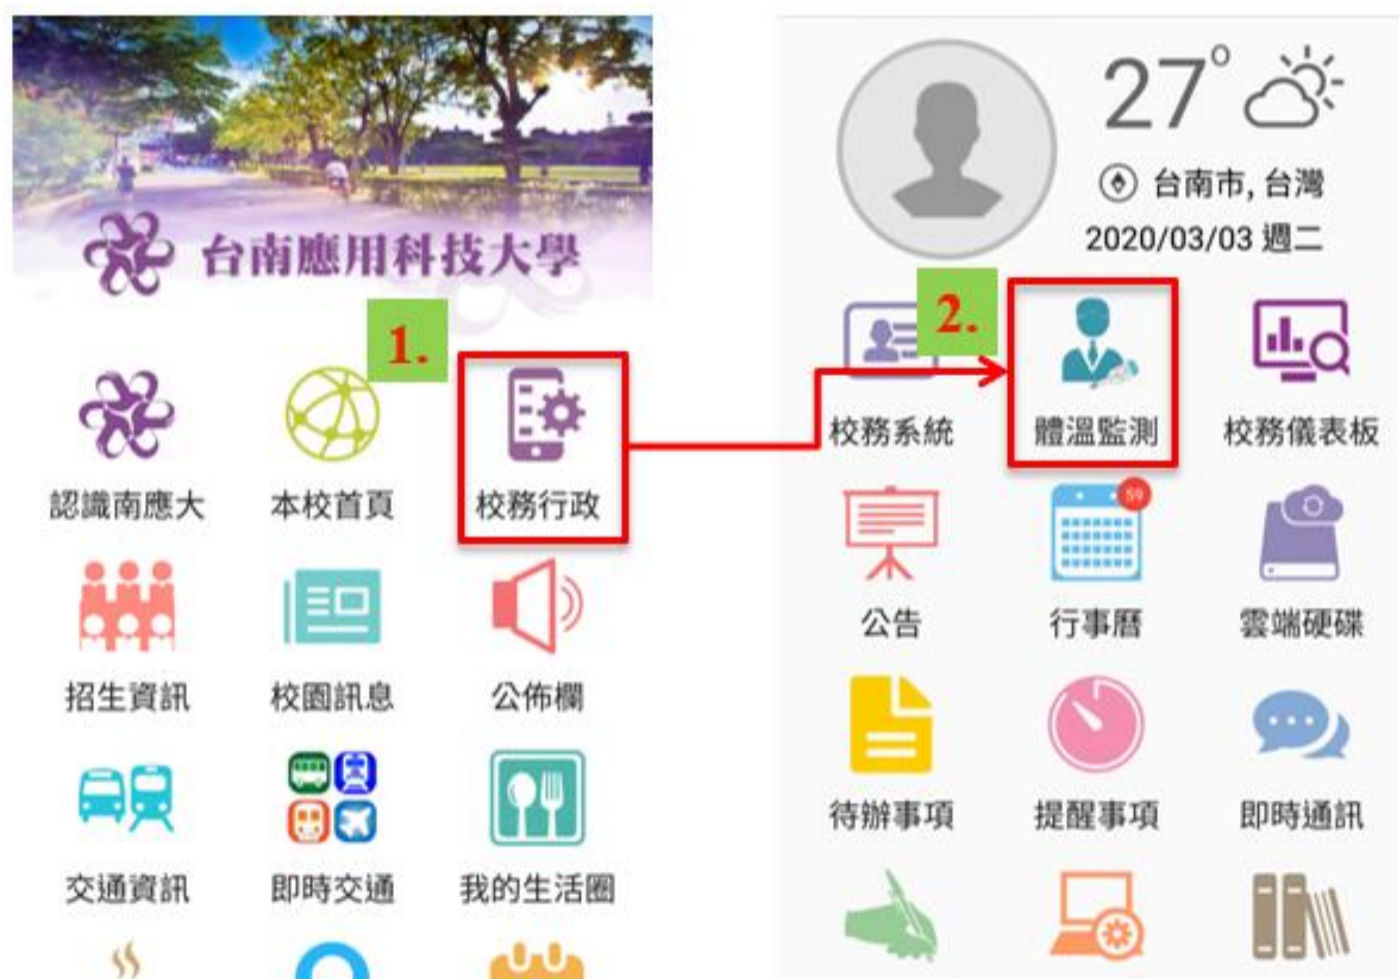 台南應用科技大學
1.
認識南應大
本校首頁
校務行政
招生資訊
校園訊息
公佈欄
交通資訊
即時交通
我的生活圈
27°
台南市, 台灣
2020/03/03 週二
2.
校務系統
體溫監測
校務儀表板
59
公告
行事曆
雲端硬碟
待辦事項
提醒事項
即時通訊